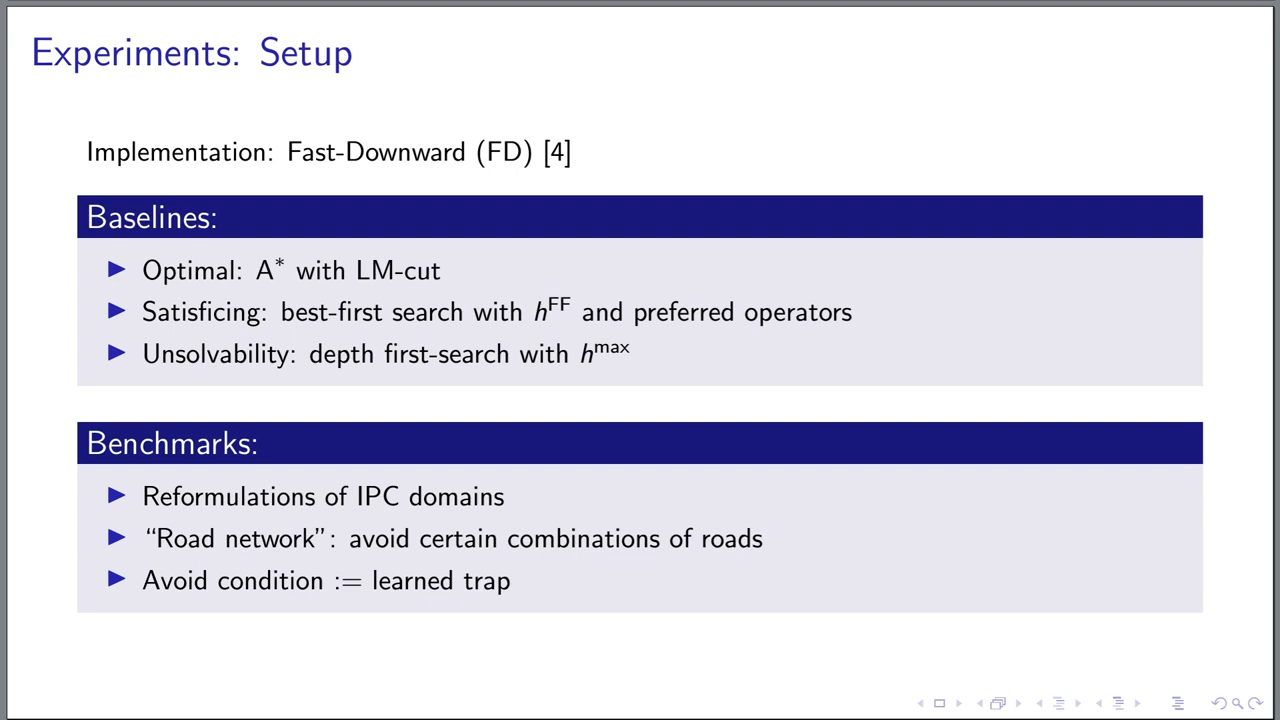 Experiments: Setup
Implementation: Fast-Downward (FD) [4]
Baselines:
▶ Optimal: A* with LM-cut
▶ Satisficing: best-first search with hFF and preferred operators
▶ Unsolvability: depth first-search with hmax
Benchmarks:
▶ Reformulations of IPC domains
▶ “Road network”: avoid certain combinations of roads
▶ Avoid condition := learned trap